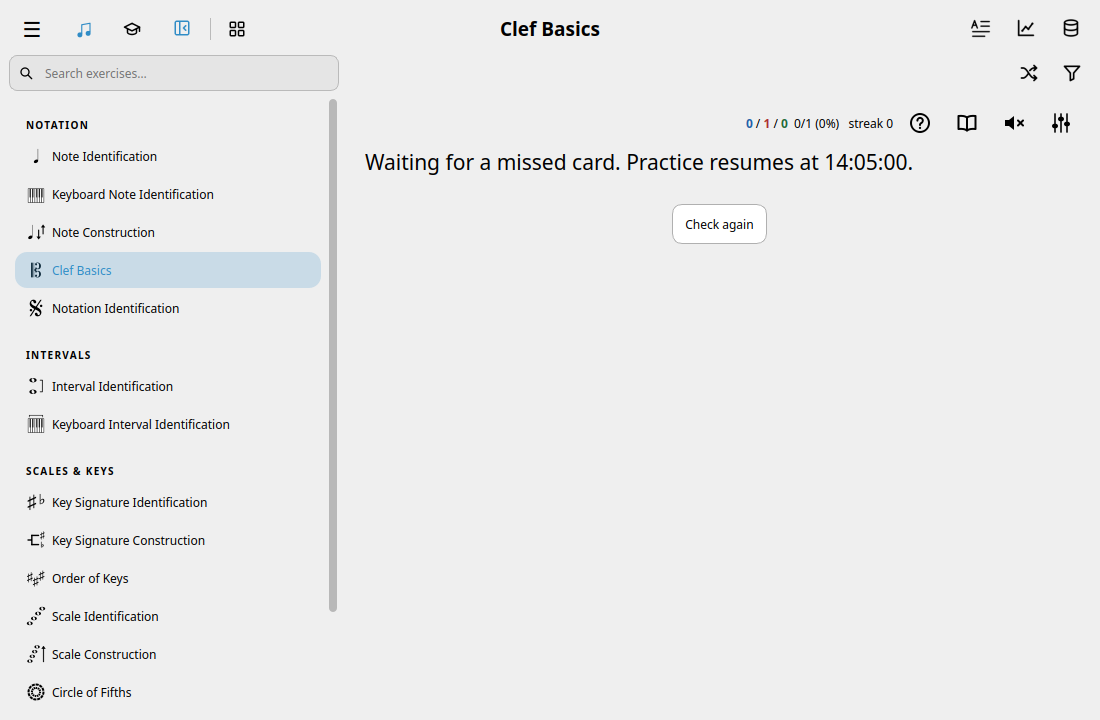 Clef Basics
Search exercises...
NOTATION
Note Identification
Keyboard Note Identification
Note Construction
Clef Basics
Notation Identification
INTERVALS
Interval Identification
Keyboard Interval Identification
SCALES & KEYS
Key Signature Identification
Key Signature Construction
Order of Keys
Scale Identification
Scale Construction
Circle of Fifths
0 / 1 / 0 0/1 (0%) streak 0
Waiting for a missed card. Practice resumes at 14:05:00.
Check again